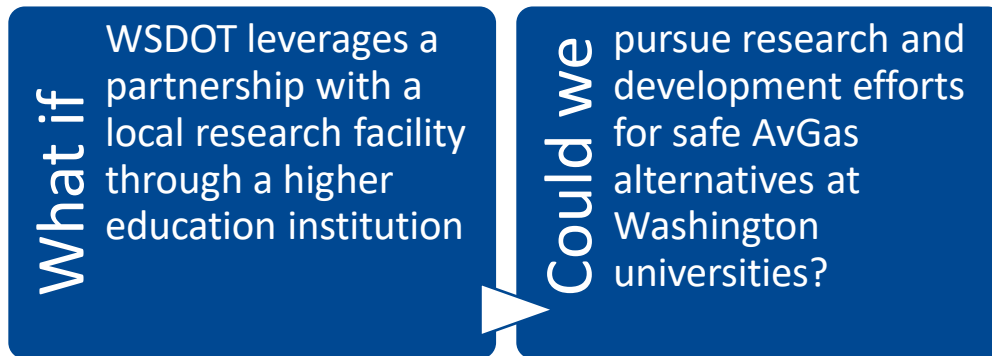 What if
WSDOT leverages a
partnership with a
local research facility
through a higher
education institution
Could we
pursue research and
development efforts
for safe AvGas
alternatives at
Washington
universities?